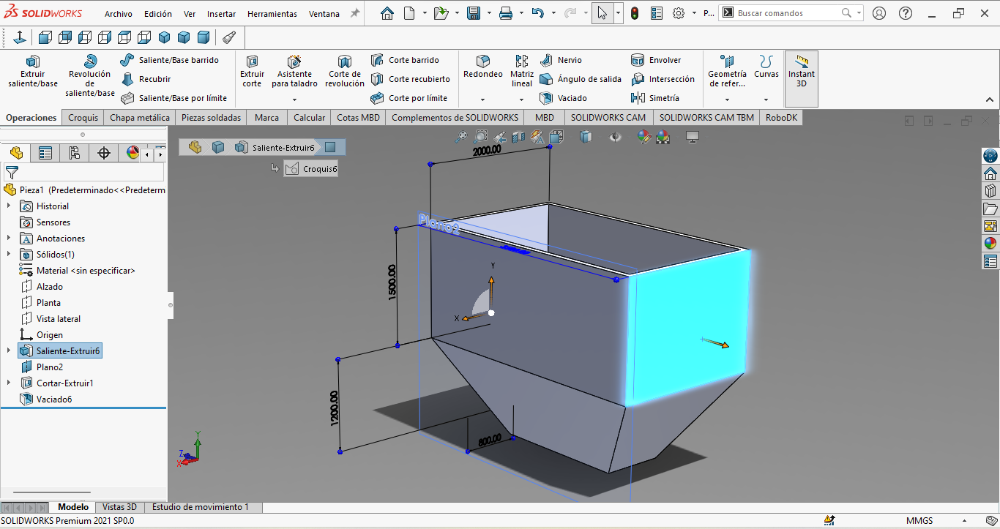 SOLIDWORKS
Archivo Edición Ver Insertar Herramientas Ventana
P...
Buscar comandos
Extruir saliente/base
Revolución de saliente/base
Saliente/Base barrido
Recubrir
Saliente/Base por límite
Extruir corte
Asistente para taladro
Corte de revolución
Corte barrido
Corte recubierto
Corte por límite
Redondeo
Matriz lineal
Nervio
Ángulo de salida
Vaciado
Envolver
Intersección
Simetría
Geometría de refer...
Curvas
Instant 3D
Operaciones Croquis Chapa metálica Piezas soldadas Marca Calcular Cotas MBD Complementos de SOLIDWORKS MBD SOLIDWORKS CAM SOLIDWORKS CAM TBM RoboDK
Saliente-Extruir6
Croquis6
Pieza1 (Predeterminado<<Predeterm
Historial
Sensores
Anotaciones
Sólidos(1)
Material <sin especificar>
Alzado
Planta
Vista lateral
Origen
Saliente-Extruir6
Plano2
Cortar-Extruir1
Vaciado6
2000.00
Plano2
1500.00
Y
X
1200.00
800.00
Y
Z
X
Modelo Vistas 3D Estudio de movimiento 1
SOLIDWORKS Premium 2021 SP0.0
MMGS